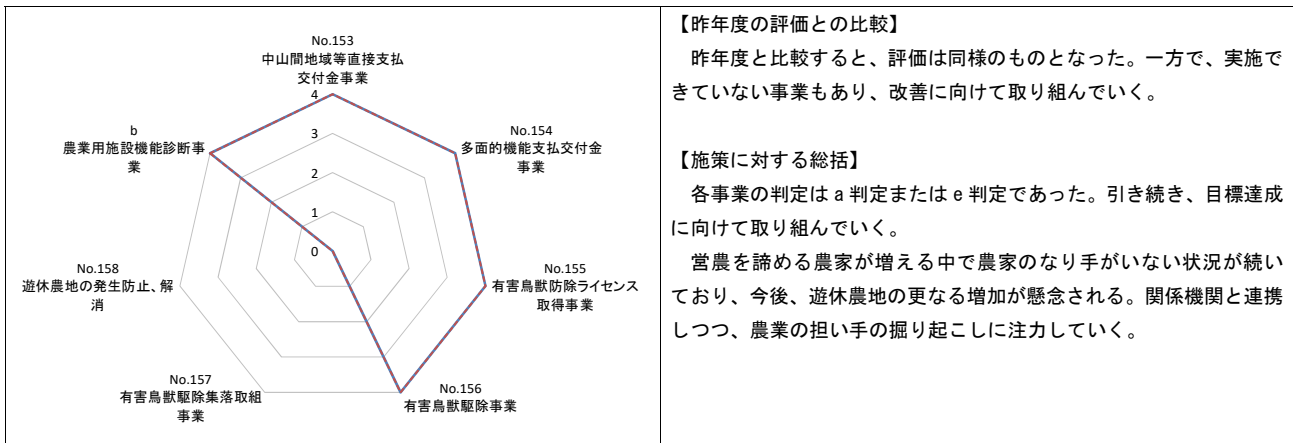 No.153
中山間地域等直接支払
交付金事業
4
3
2
1
0
No.154
多面的機能支払交付金
事業
No.155
有害鳥獣防除ライセンス
取得事業
No.156
有害鳥獣駆除事業
No.157
有害鳥獣駆除集落取組
事業
No.158
遊休農地の発生防止、解
消
b
農業用施設機能診断事
業
【昨年度の評価との比較】
昨年度と比較すると、評価は同様のものとなった。一方で、実施で
きていない事業もあり、改善に向けて取り組んでいく。
【施策に対する総括】
各事業の判定はa判定またはe判定であった。引き続き、目標達成
に向けて取り組んでいく。
営農を諦める農家が増える中で農家のなり手がいない状況が続い
ており、今後、遊休農地の更なる増加が懸念される。関係機関と連携
しつつ、農業の担い手の掘り起こしに注力していく。